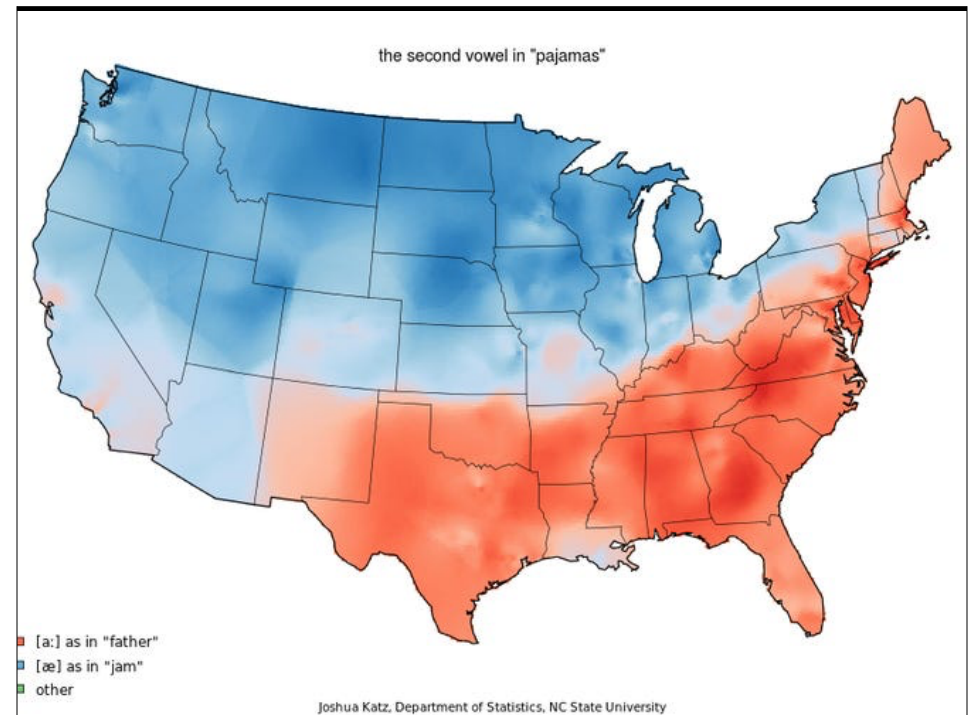 the second vowel in "pajamas"
[a:] as in "father"
[æ] as in "jam"
other
Joshua Katz, Department of Statistics, NC State University